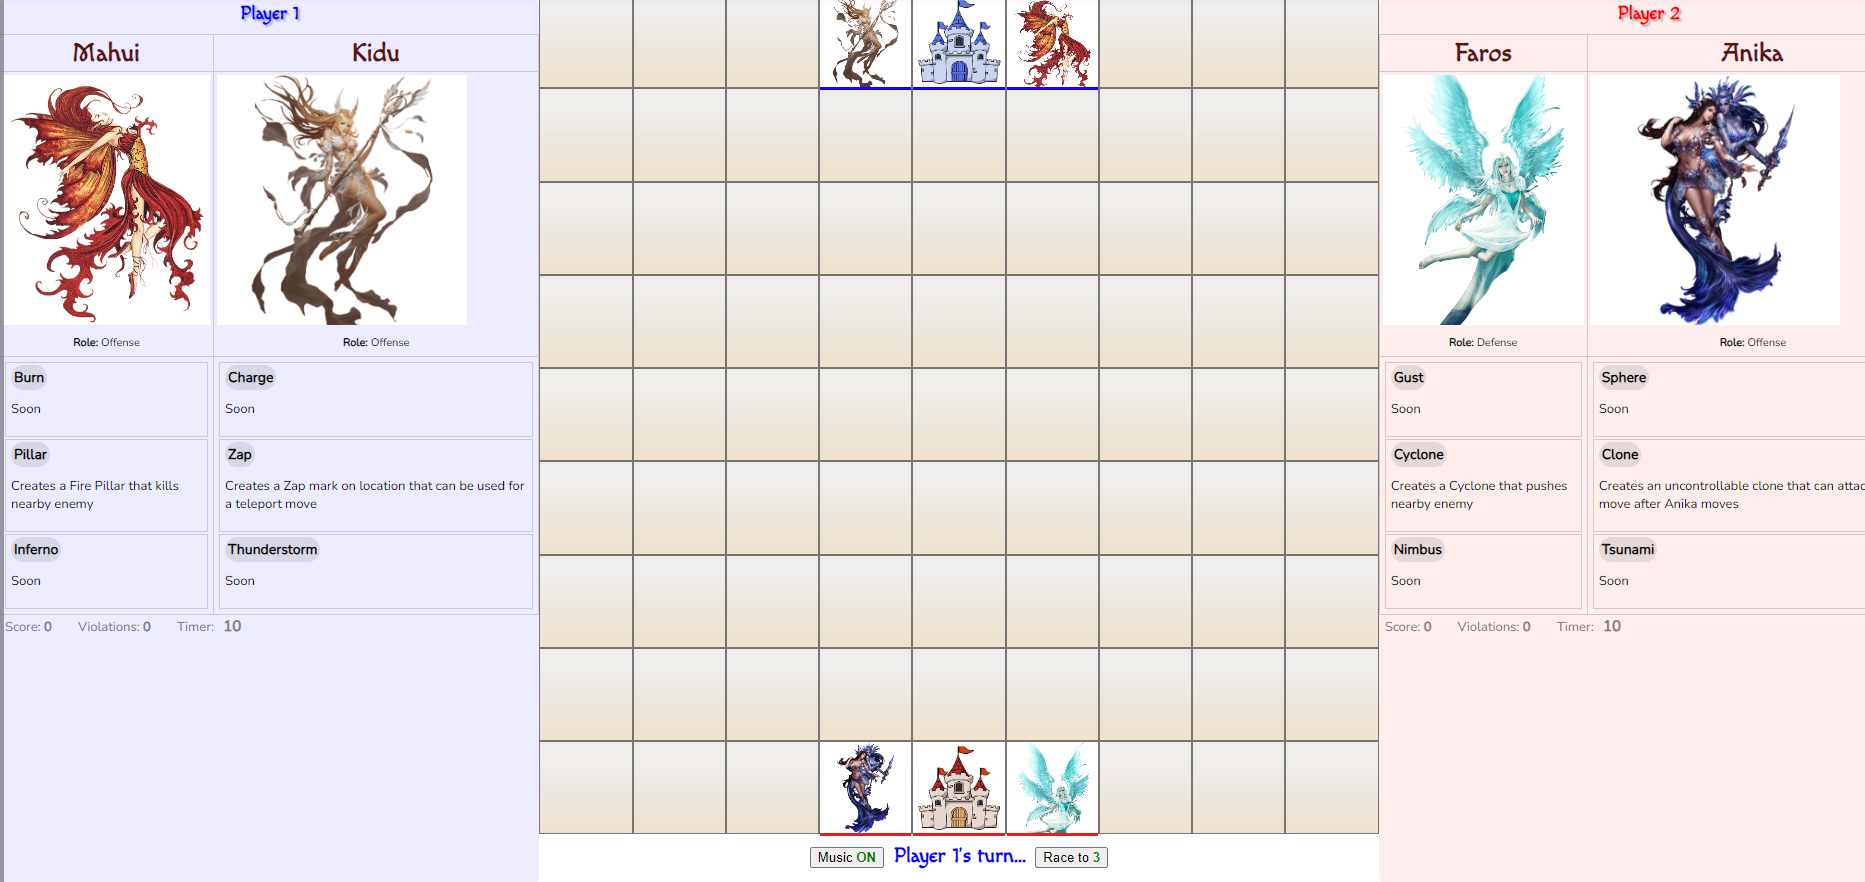 Player 1
Mahui
Kidu
Role: Offense
Role: Offense
Burn
Soon
Charge
Soon
Pillar
Creates a Fire Pillar that kills
nearby enemy
Zap
Creates a Zap mark on location that can be used for
a teleport move
Inferno
Soon
Thunderstorm
Soon
Score: 0 Violations: 0 Timer: 10
Music ON
Player 1's turn...
Race to 3
Player 2
Faros
Anika
Role: Defense
Role: Offense
Gust
Soon
Sphere
Soon
Cyclone
Creates a Cyclone that pushes
nearby enemy
Clone
Creates an uncontrollable clone that can attac
move after Anika moves
Nimbus
Soon
Tsunami
Soon
Score: 0 Violations: 0 Timer: 10